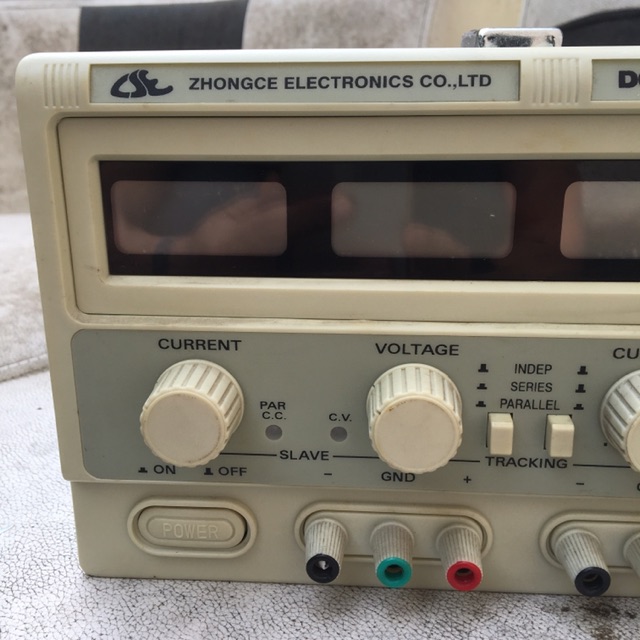 CSC ZHONGCE ELECTRONICS CO.,LTD
CURRENT
VOLTAGE
INDEP
SERIES
PARALLEL
PAR
C.C.
C.V.
ON OFF
SLAVE
TRACKING
− GND + −
POWER